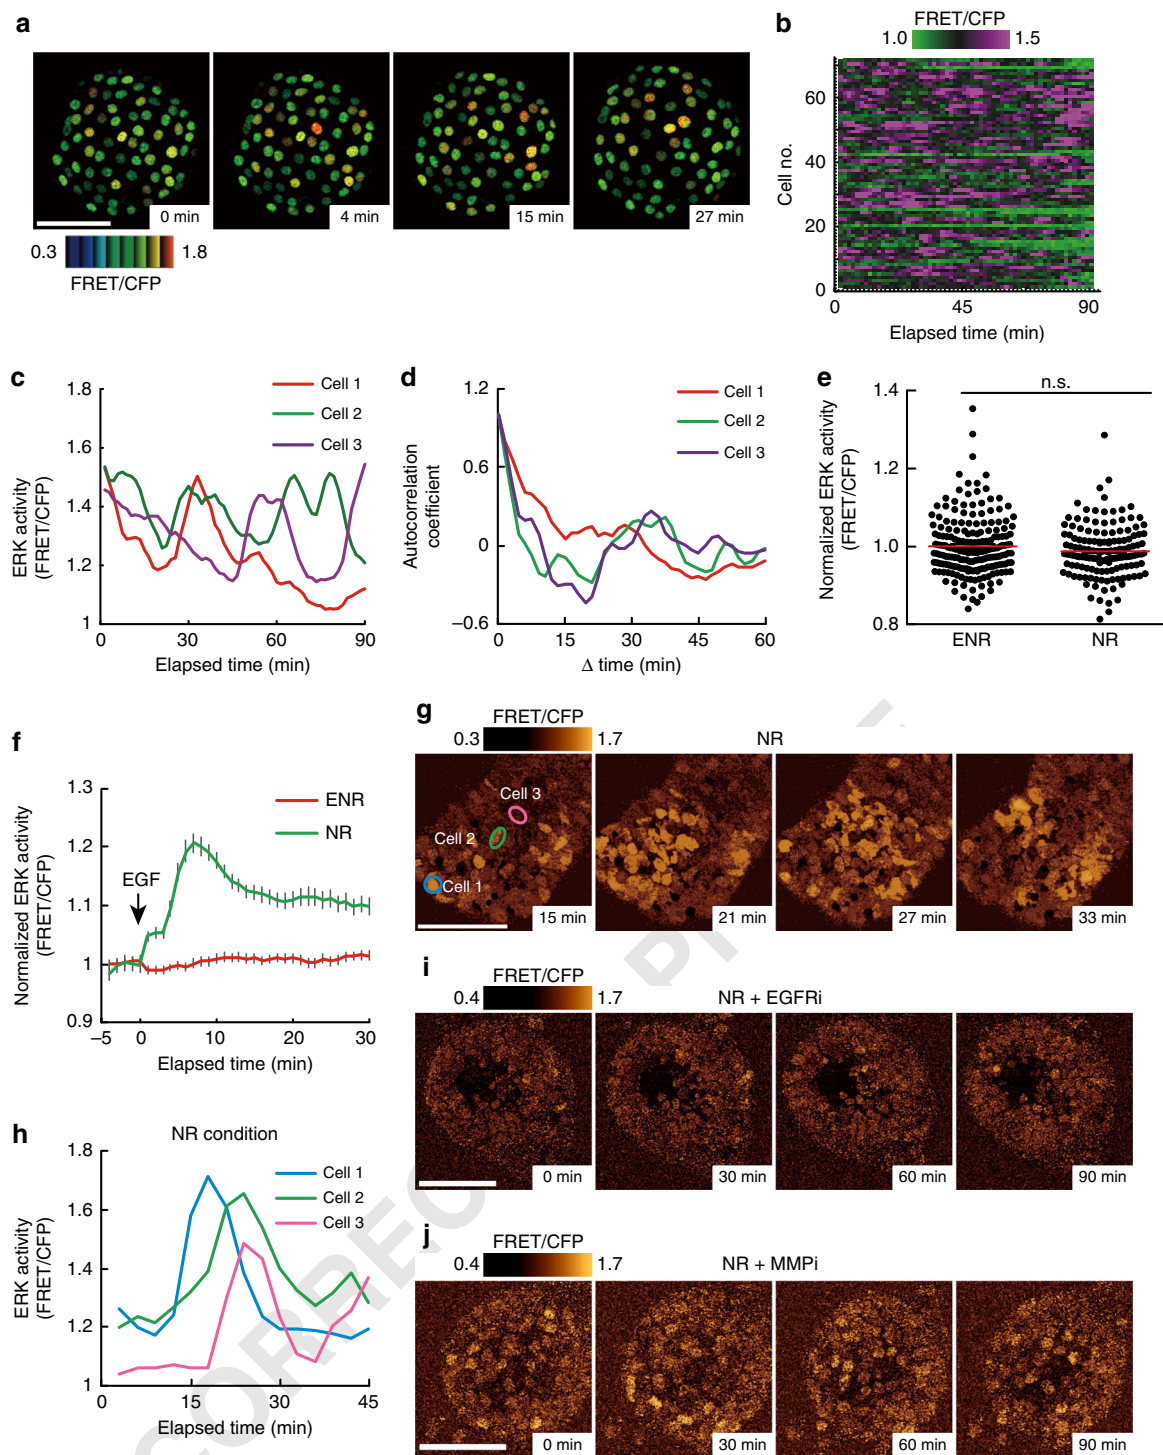 a
0 min
4 min
15 min
27 min
0.3
1.8
FRET/CFP
b
FRET/CFP
1.0
1.5
60
40
20
0
Cell no.
0
45
90
Elapsed time (min)
c
1.8
1.6
1.4
1.2
1
ERK activity
(FRET/CFP)
Cell 1
Cell 2
Cell 3
0
30
60
90
Elapsed time (min)
d
1.2
0.6
0
–0.6
Autocorrelation
coefficient
Cell 1
Cell 2
Cell 3
0
15
30
45
60
Δ time (min)
e
n.s.
1.4
1.2
1.0
0.8
Normalized ERK activity
(FRET/CFP)
ENR
NR
f
1.3
1.2
1.1
1
0.9
Normalized ERK activity
(FRET/CFP)
ENR
NR
EGF
–5
0
10
20
30
Elapsed time (min)
g
FRET/CFP
0.3
1.7
NR
Cell 3
Cell 2
Cell 1
15 min
21 min
27 min
33 min
h
NR condition
1.8
1.6
1.4
1.2
1
ERK activity
(FRET/CFP)
Cell 1
Cell 2
Cell 3
0
15
30
45
Elapsed time (min)
i
FRET/CFP
0.4
1.7
NR + EGFRi
0 min
30 min
60 min
90 min
j
FRET/CFP
0.4
1.7
NR + MMPi
0 min
30 min
60 min
90 min